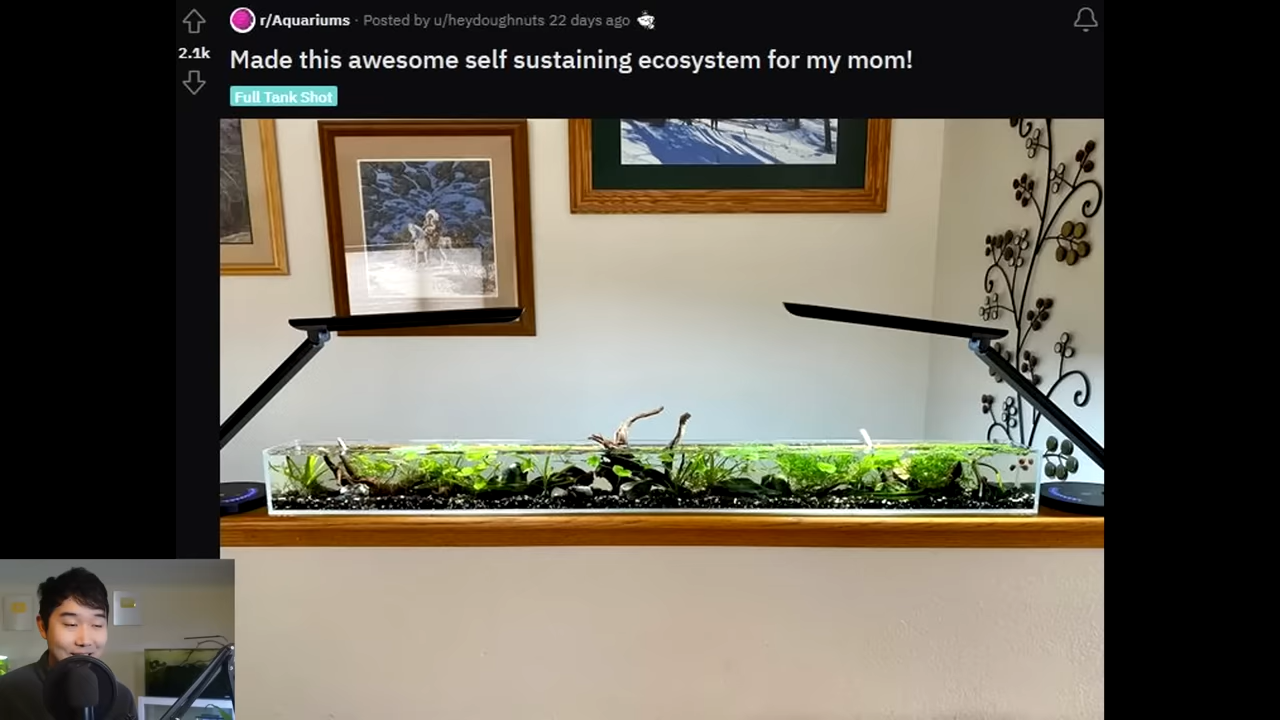 r/Aquariums · Posted by u/heydoughnuts 22 days ago
2.1k
Made this awesome self sustaining ecosystem for my mom!
Full Tank Shot